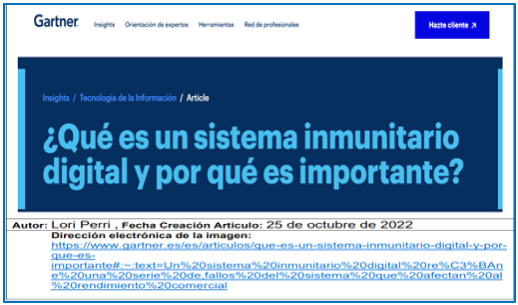 Gartner
Insights Orientación de expertos Herramientas Red de profesionales
Hazte cliente ↗
Insights / Tecnología de la Información / Article
¿Qué es un sistema inmunitario
digital y por qué es importante?
Autor: Lori Perri , Fecha Creación Articulo: 25 de octubre de 2022
Dirección electrónica de la imagen:
https://www.gartner.es/es/articulos/que-es-un-sistema-inmunitario-digital-y-por-
que-es-
importante#:~:text=Un%20sistema%20inmunitario%20digital%20re%C3%BAn
e%20una%20serie%20de,fallos%20del%20sistema%20que%20afectan%20al
%20rendimiento%20comercial